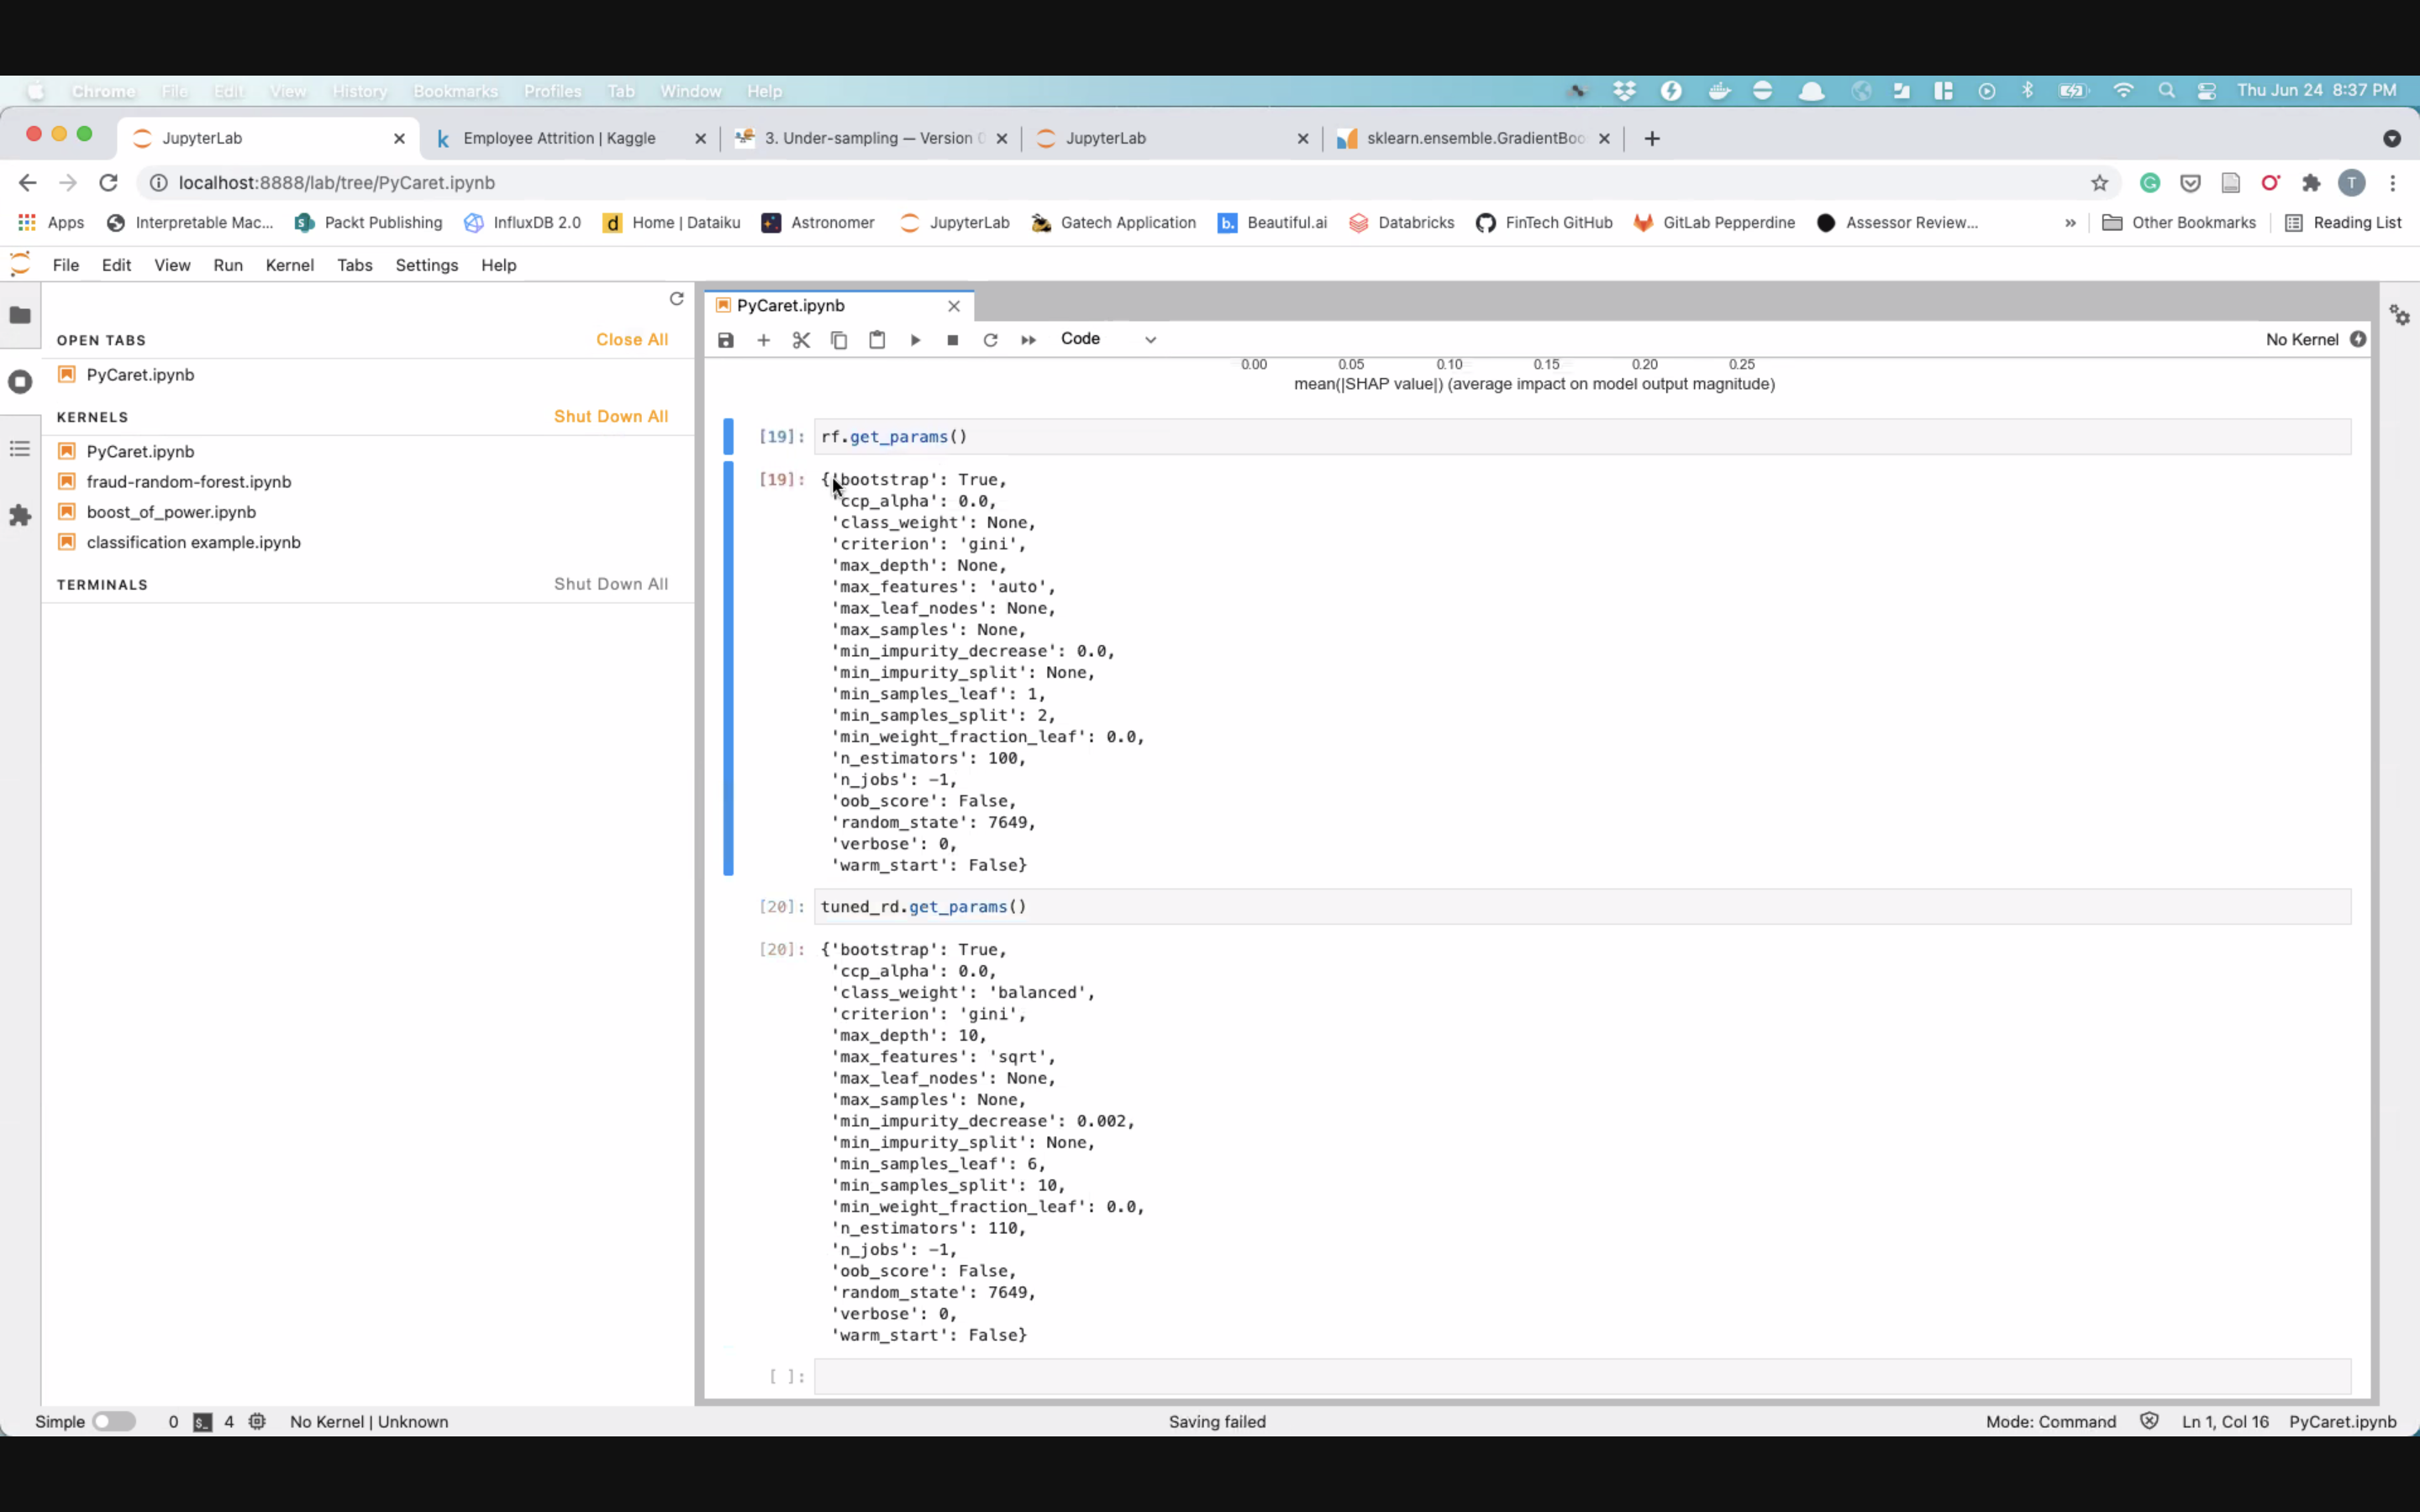 Chrome File Edit View History Bookmarks Profiles Tab Window Help Thu Jun 24 8:37 PM
JupyterLab Employee Attrition | Kaggle 3. Under-sampling — Version 0 JupyterLab sklearn.ensemble.GradientBoo
localhost:8888/lab/tree/PyCaret.ipynb T
Apps Interpretable Mac... Packt Publishing InfluxDB 2.0 Home | Dataiku Astronomer JupyterLab Gatech Application Beautiful.ai Databricks FinTech GitHub GitLab Pepperdine Assessor Review... » Other Bookmarks Reading List
File Edit View Run Kernel Tabs Settings Help
OPEN TABS Close All
PyCaret.ipynb
KERNELS Shut Down All
PyCaret.ipynb
fraud-random-forest.ipynb
boost_of_power.ipynb
classification example.ipynb
TERMINALS Shut Down All
PyCaret.ipynb
Code No Kernel
0.00 0.05 0.10 0.15 0.20 0.25
mean(|SHAP value|) (average impact on model output magnitude)
[19]: rf.get_params()
[19]: {'bootstrap': True,
'ccp_alpha': 0.0,
'class_weight': None,
'criterion': 'gini',
'max_depth': None,
'max_features': 'auto',
'max_leaf_nodes': None,
'max_samples': None,
'min_impurity_decrease': 0.0,
'min_impurity_split': None,
'min_samples_leaf': 1,
'min_samples_split': 2,
'min_weight_fraction_leaf': 0.0,
'n_estimators': 100,
'n_jobs': -1,
'oob_score': False,
'random_state': 7649,
'verbose': 0,
'warm_start': False}
[20]: tuned_rd.get_params()
[20]: {'bootstrap': True,
'ccp_alpha': 0.0,
'class_weight': 'balanced',
'criterion': 'gini',
'max_depth': 10,
'max_features': 'sqrt',
'max_leaf_nodes': None,
'max_samples': None,
'min_impurity_decrease': 0.002,
'min_impurity_split': None,
'min_samples_leaf': 6,
'min_samples_split': 10,
'min_weight_fraction_leaf': 0.0,
'n_estimators': 110,
'n_jobs': -1,
'oob_score': False,
'random_state': 7649,
'verbose': 0,
'warm_start': False}
[ ]:
Simple 0 4 No Kernel | Unknown Saving failed Mode: Command Ln 1, Col 16 PyCaret.ipynb